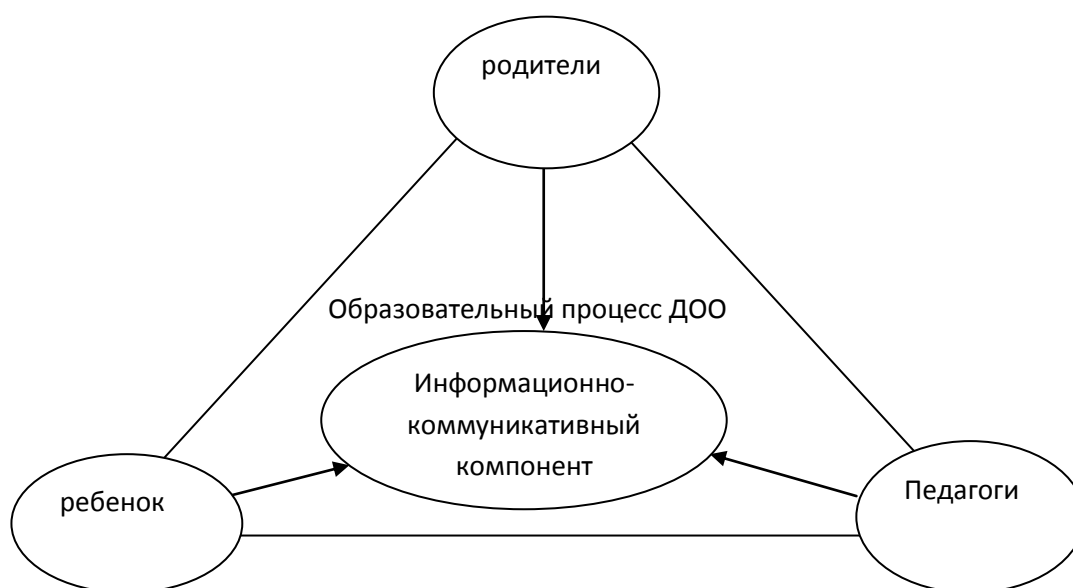 родители
Образовательный процесс ДОО
Информационно-
коммуникативный
компонент
ребенок
Педагоги